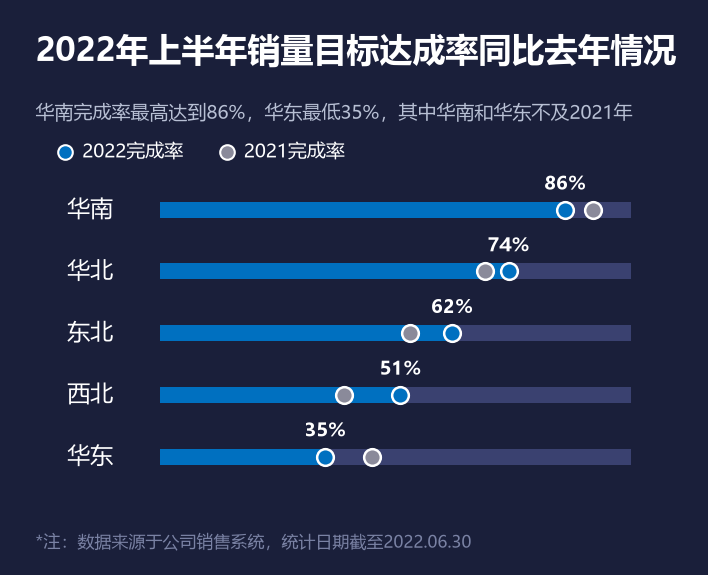 2022年上半年销量目标达成率同比去年情况
华南完成率最高达到86%，华东最低35%，其中华南和华东不及2021年
2022完成率 2021完成率
86%
华南
74%
华北
62%
东北
51%
西北
35%
华东
*注：数据来源于公司销售系统，统计日期截至2022.06.30